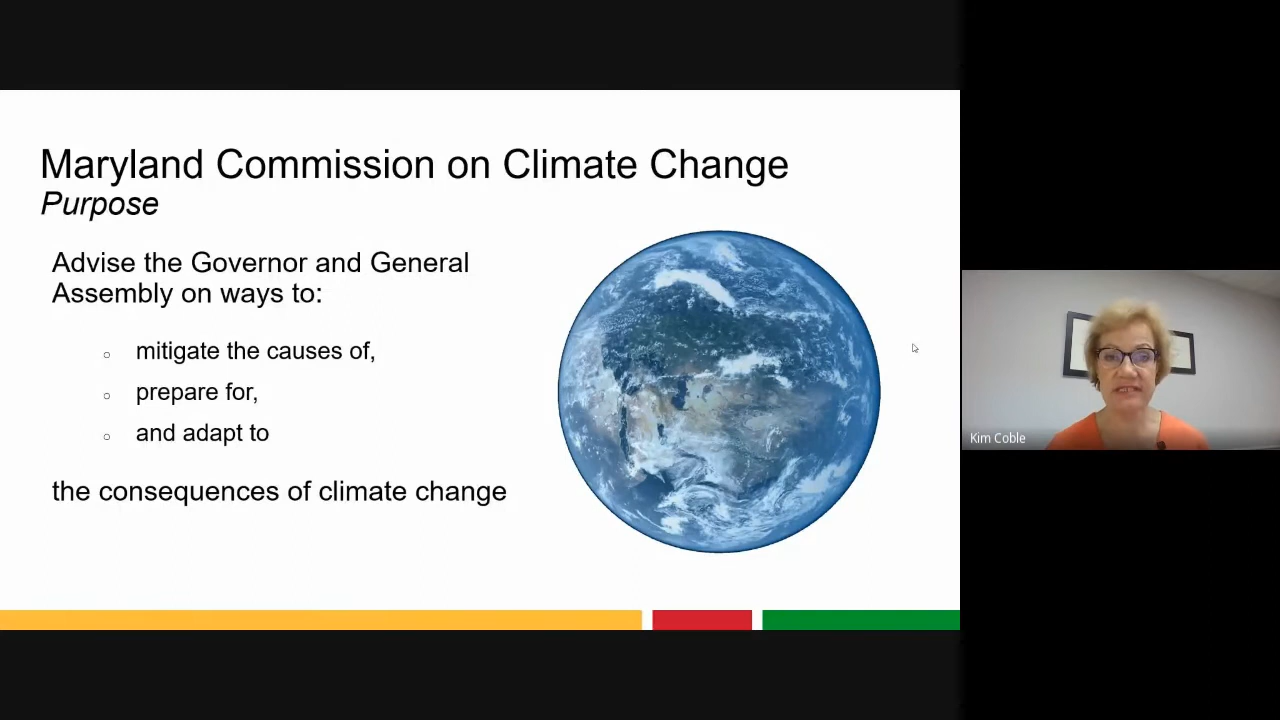 Maryland Commission on Climate Change
Purpose
Advise the Governor and General
Assembly on ways to:
mitigate the causes of,
prepare for,
and adapt to
the consequences of climate change
Kim Coble